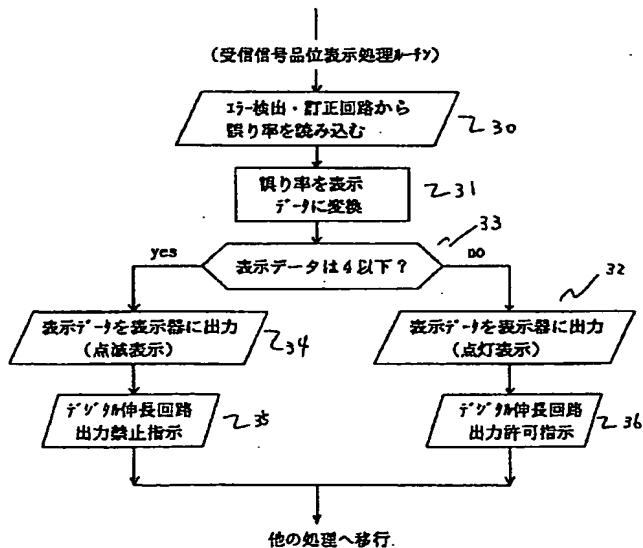 (受信信号品位表示処理ルーチン)
エラー検出・訂正回路から
誤り率を読み込む
30
誤り率を表示
データに変換
31
33
yes
表示データは4以下?
no
32
表示データを表示器に出力
(点滅表示)
34
表示データを表示器に出力
(点灯表示)
デジタル伸長回路
出力禁止指示
35
デジタル伸長回路
出力許可指示
36
他の処理へ移行.